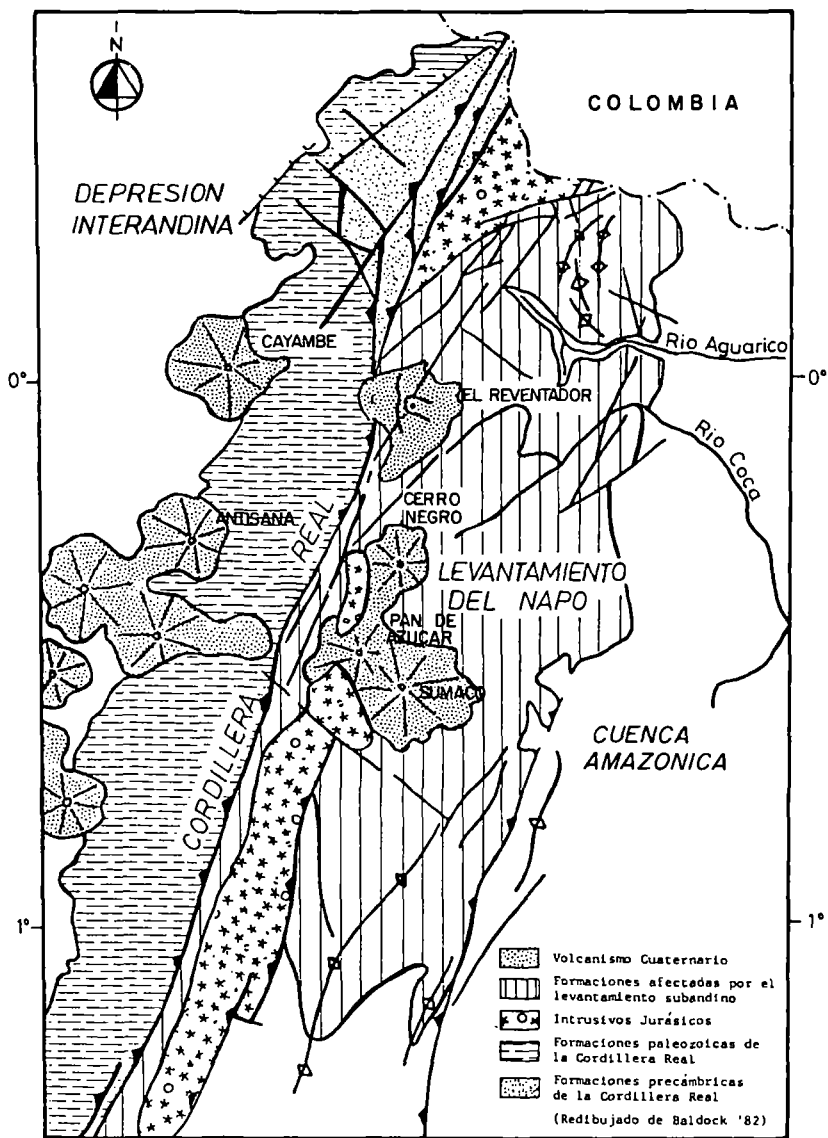 N
COLOMBIA
DEPRESION
INTERANDINA
CAYAMBE
Rio Aguarico
0°
0°
EL REVENTADOR
Rio Coca
CERRO
NEGRO
ANTISANA
REAL
LEVANTAMIENTO
DEL NAPO
PAN DE
AZUCAR
SUMACO
CORDILLERA
CUENCA
AMAZONICA
1°
1°
Volcanismo Cuaternario
Formaciones afectadas por el
levantamiento subandino
Intrusivos Jurásicos
Formaciones paleozoicas de
la Cordillera Real
Formaciones precámbricas
de la Cordillera Real
(Redibujado de Baldock '82)